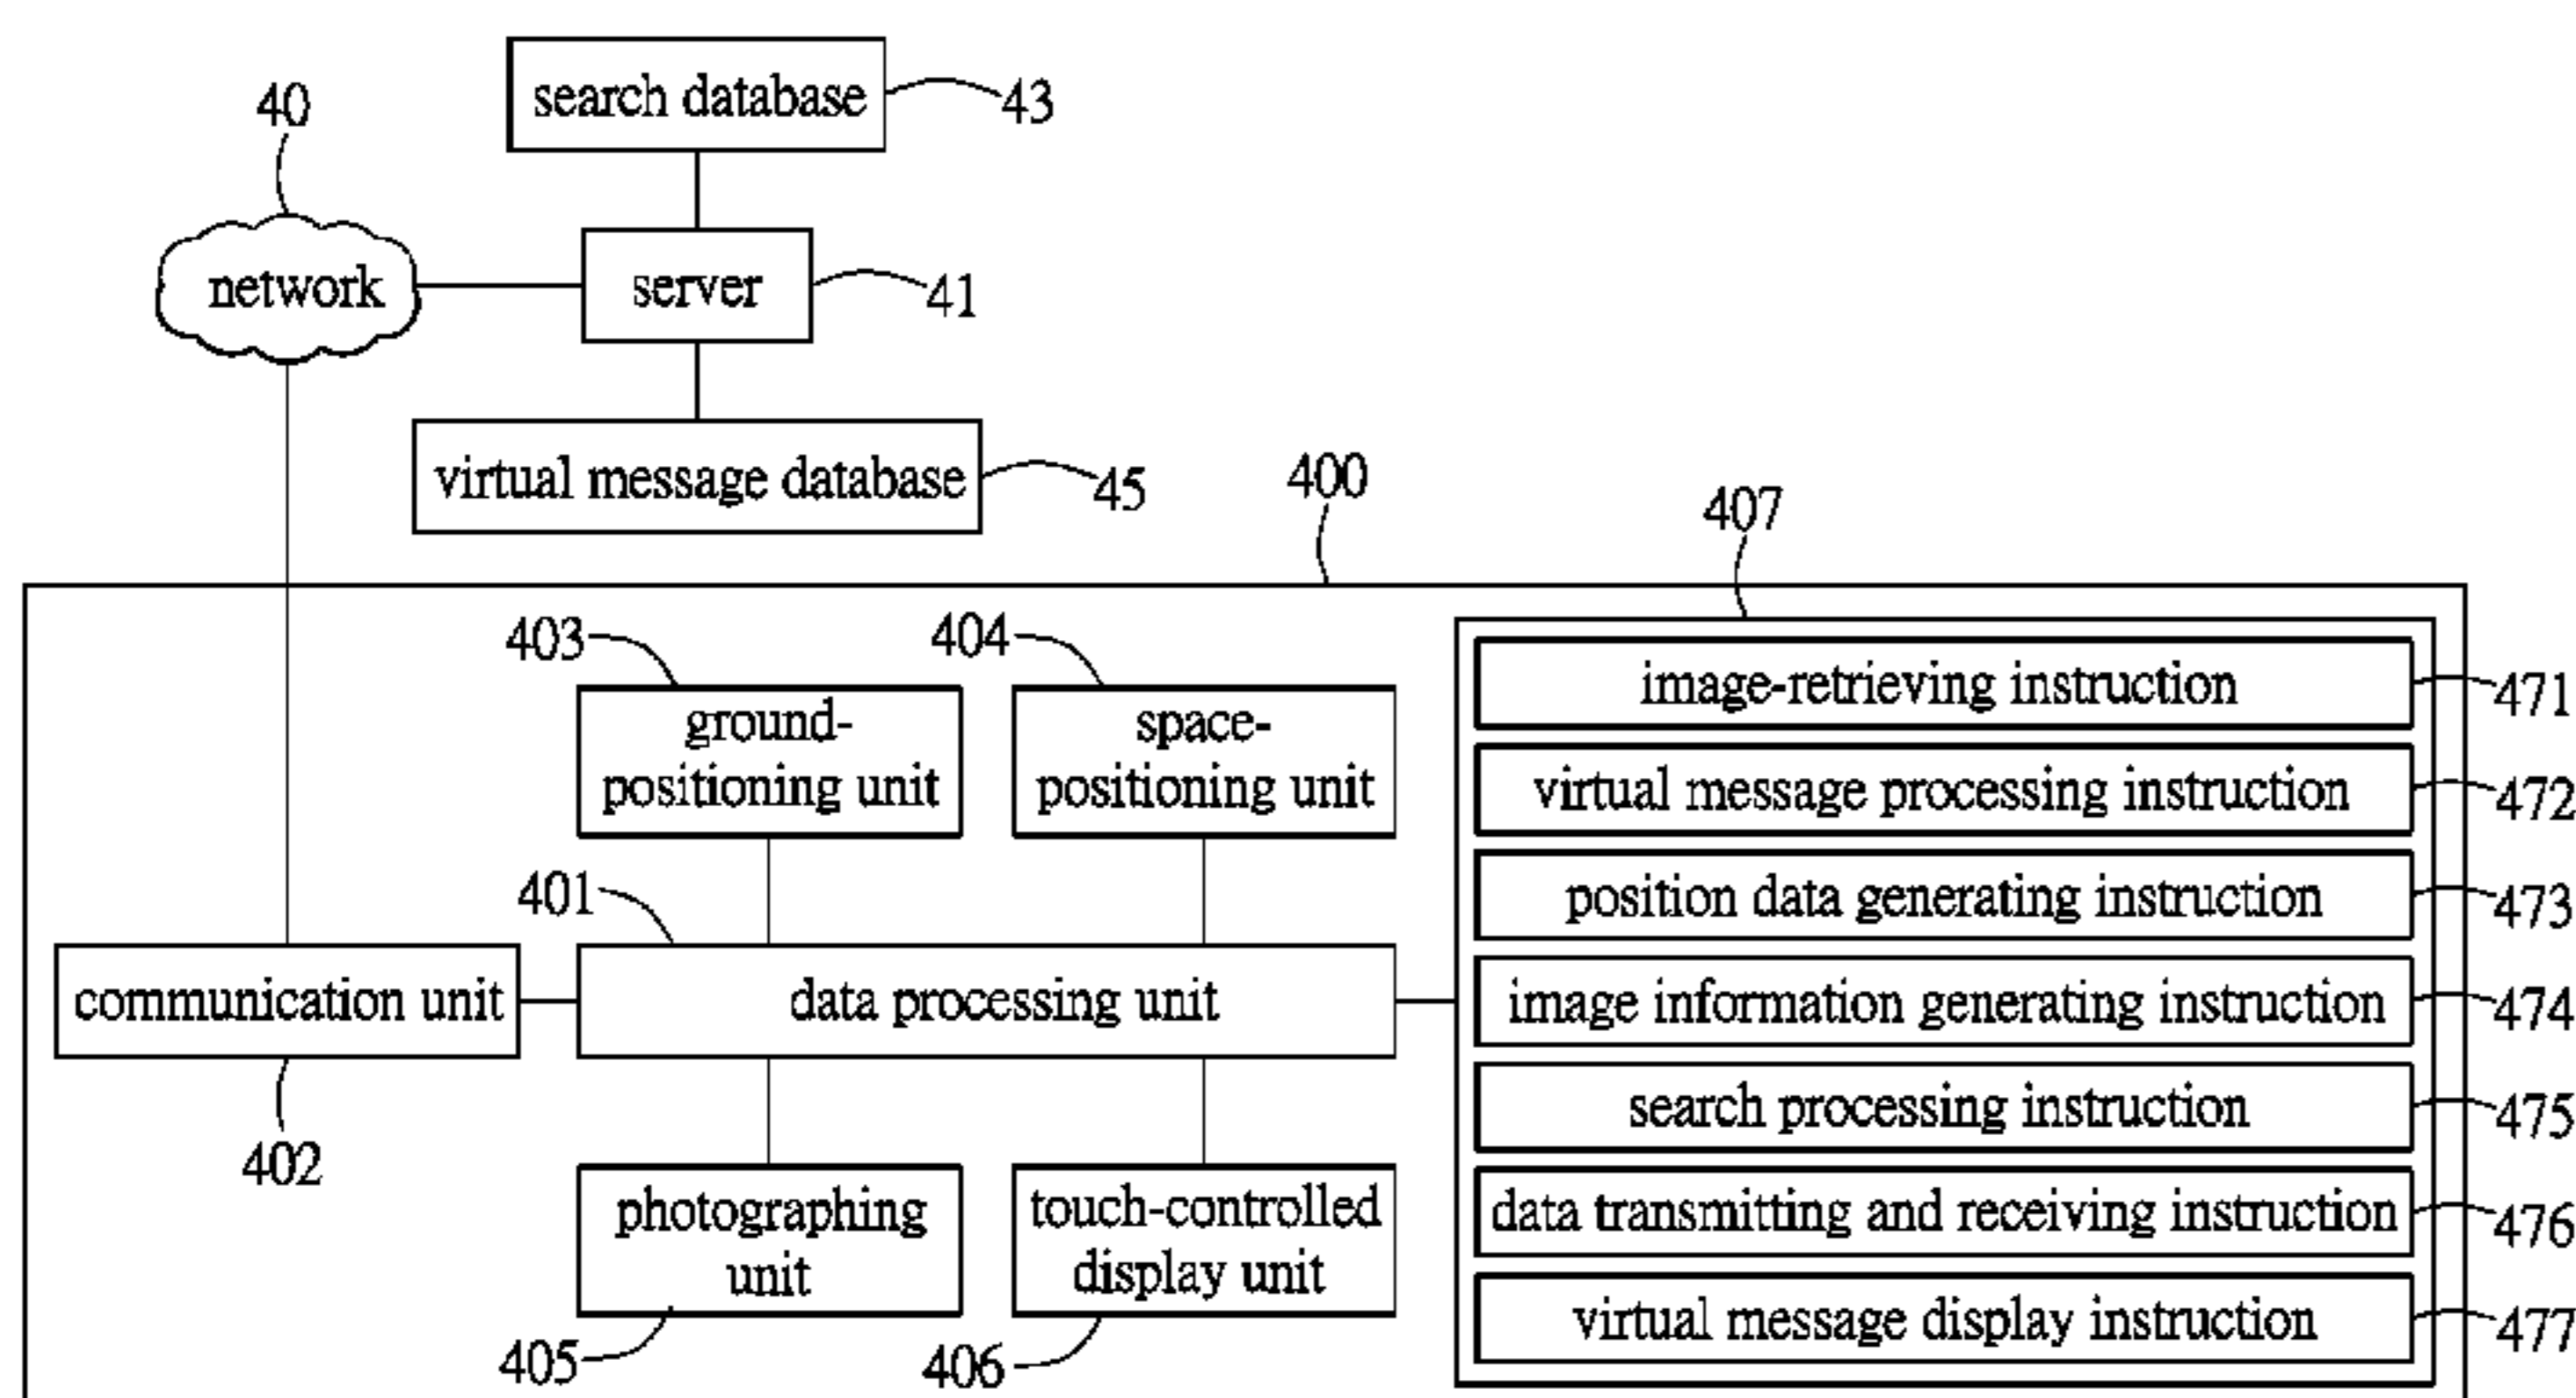 search database
43
40
network
server
41
virtual message database
45
400
407
403
404
ground-
positioning unit
space-
positioning unit
image-retrieving instruction
471
virtual message processing instruction
472
401
position data generating instruction
473
communication unit
data processing unit
image information generating instruction
474
402
search processing instruction
475
photographing
unit
touch-controlled
display unit
data transmitting and receiving instruction
476
405
406
virtual message display instruction
477